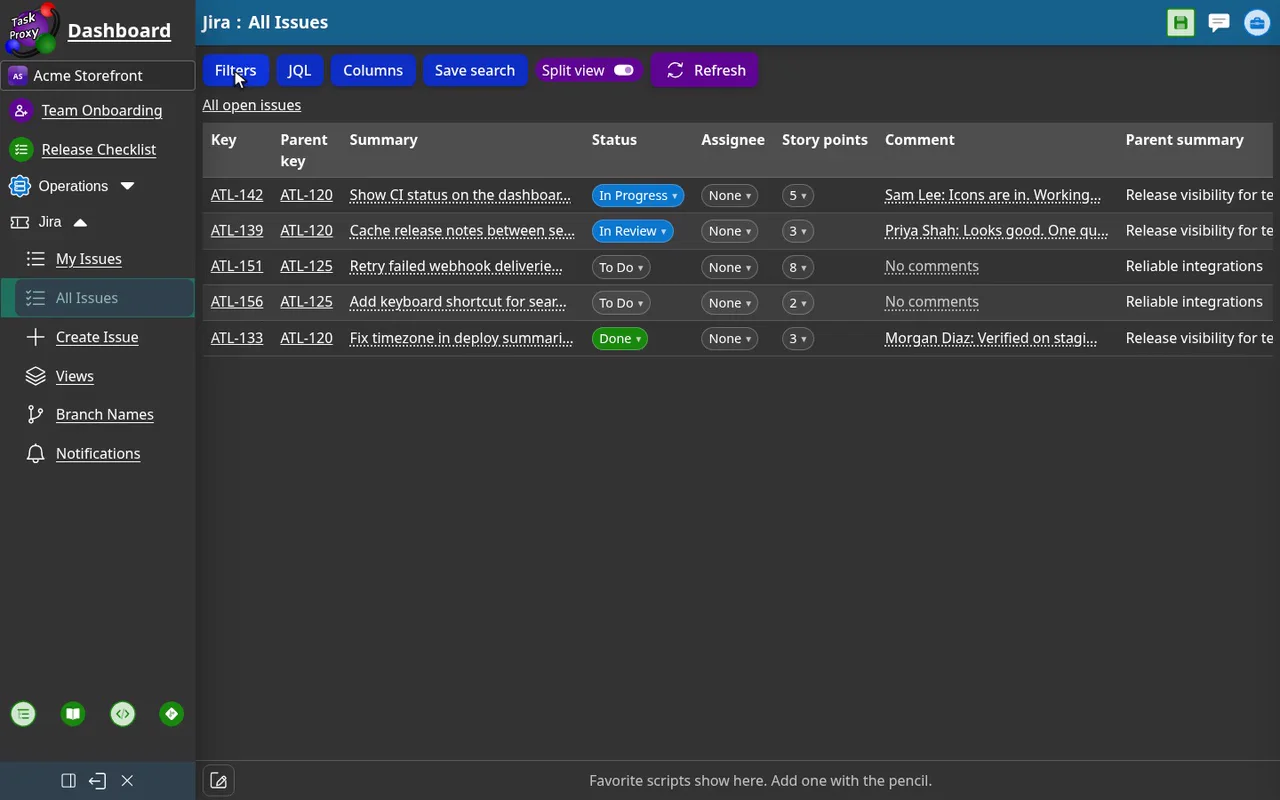 Task Proxy
Dashboard
Jira : All Issues
AS Acme Storefront
Team Onboarding
Release Checklist
Operations
Jira
My Issues
All Issues
Create Issue
Views
Branch Names
Notifications
Filters JQL Columns Save search Split view Refresh
All open issues
Key Parent key Summary Status Assignee Story points Comment Parent summary
ATL-142 ATL-120 Show CI status on the dashboar... In Progress None 5 Sam Lee: Icons are in. Working... Release visibility for te
ATL-139 ATL-120 Cache release notes between se... In Review None 3 Priya Shah: Looks good. One qu... Release visibility for te
ATL-151 ATL-125 Retry failed webhook deliverie... To Do None 8 No comments Reliable integrations
ATL-156 ATL-125 Add keyboard shortcut for sear... To Do None 2 No comments Reliable integrations
ATL-133 ATL-120 Fix timezone in deploy summari... Done None 3 Morgan Diaz: Verified on stagi... Release visibility for te
Favorite scripts show here. Add one with the pencil.